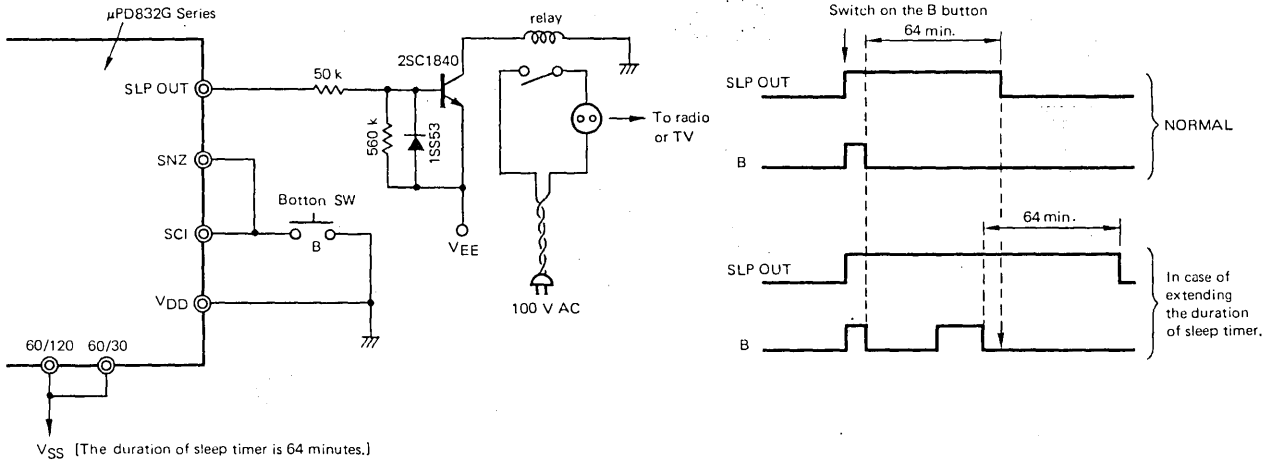 μPD832G Series
SLP OUT
50 k
560 k
1SS53
2SC1840
relay
To radio
or TV
SNZ
SCI
Botton SW
B
VEE
VDD
100 V AC
60/120
60/30
VSS [The duration of sleep timer is 64 minutes.]
Switch on the B button
64 min.
SLP OUT
B
NORMAL
64 min.
SLP OUT
B
In case of
extending
the duration
of sleep timer.